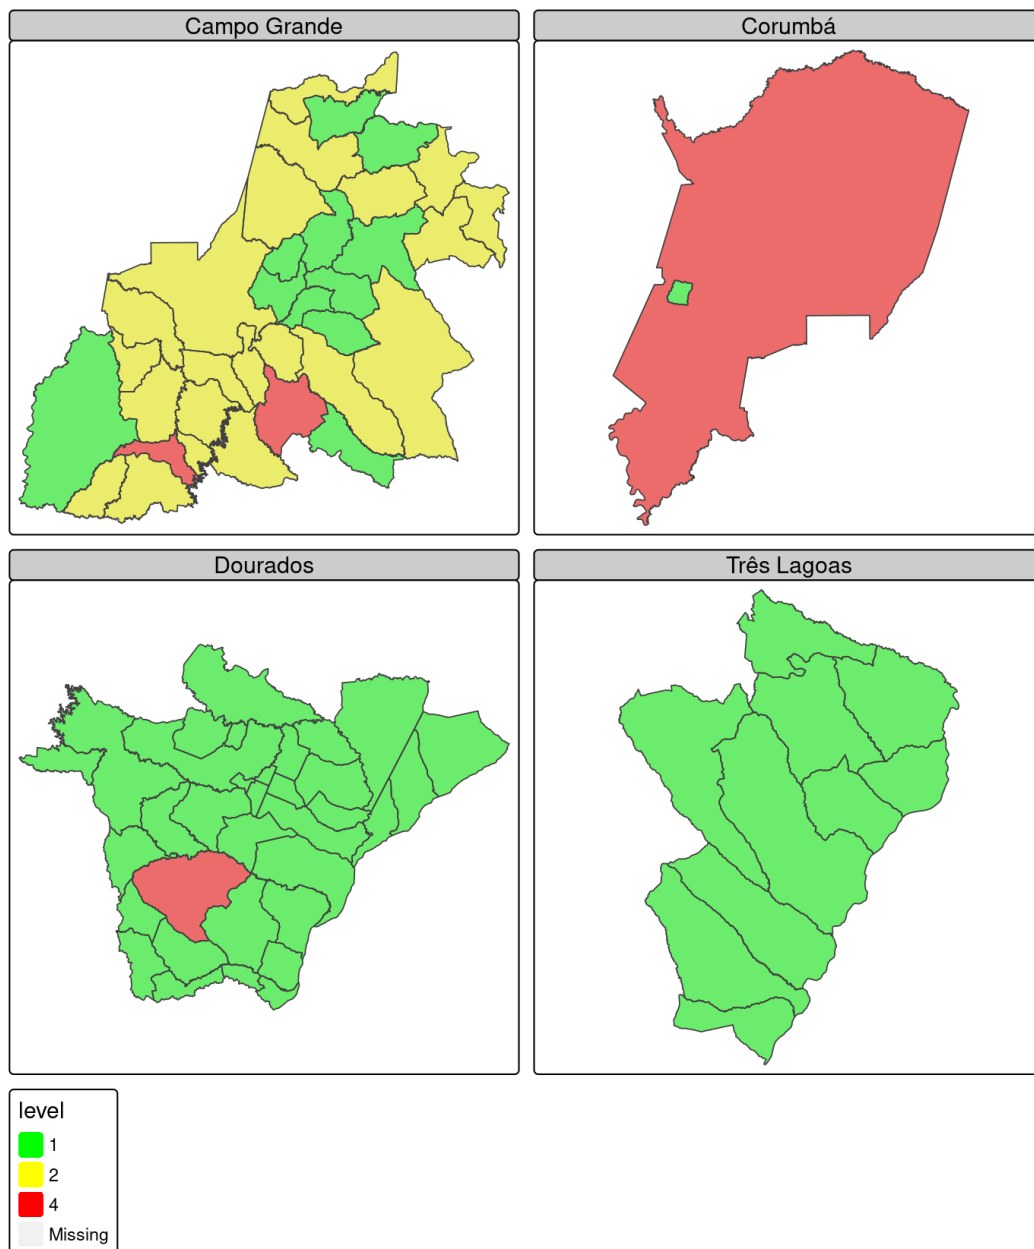 Campo Grande
Corumbá
Dourados
Três Lagoas
level
1
2
4
Missing